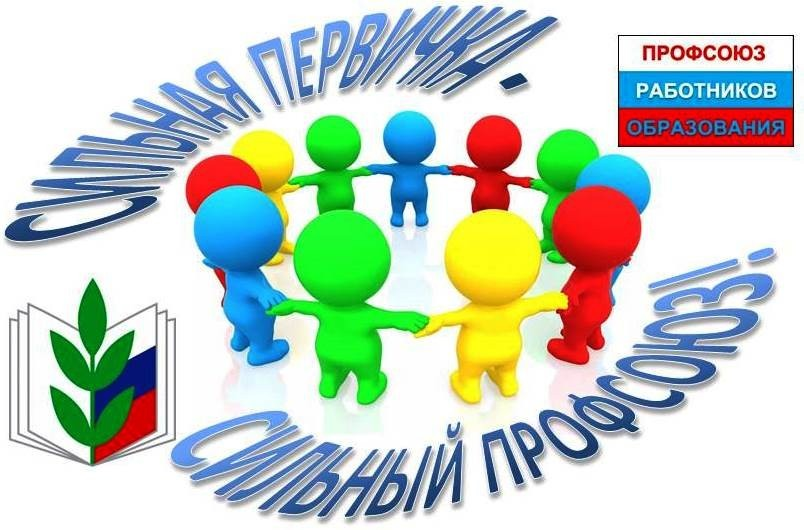 СИЛЬНАЯ ПЕРВИЧКА-
СИЛЬНЫЙ ПРОФСОЮЗ!
ПРОФСОЮЗ
РАБОТНИКОВ
ОБРАЗОВАНИЯ